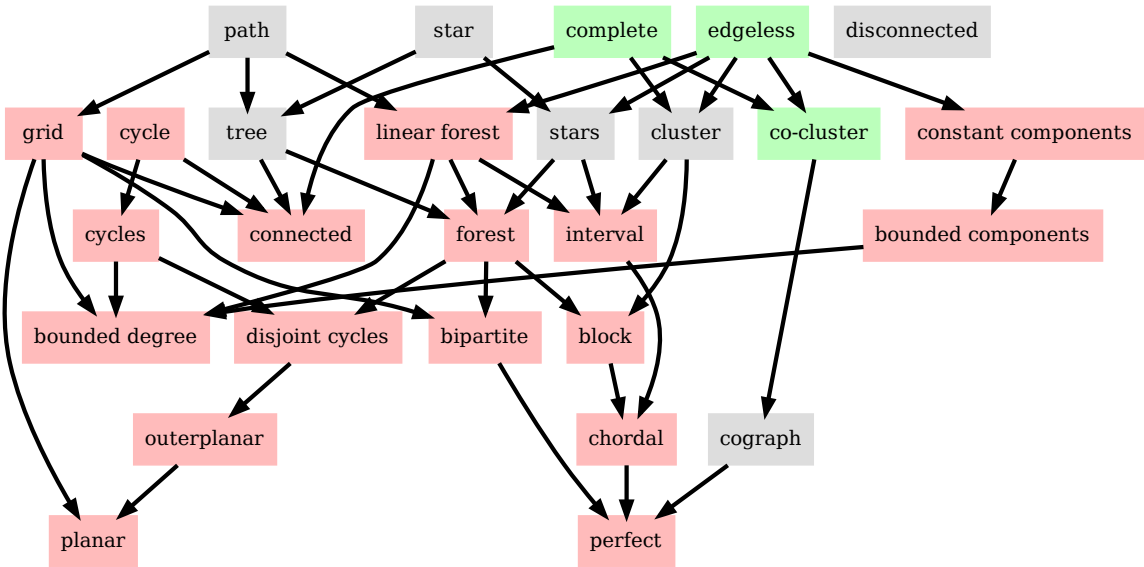 path
star
complete
edgeless
disconnected
grid
cycle
tree
linear forest
stars
cluster
co-cluster
constant components
cycles
connected
forest
interval
bounded components
bounded degree
disjoint cycles
bipartite
block
outerplanar
chordal
cograph
planar
perfect